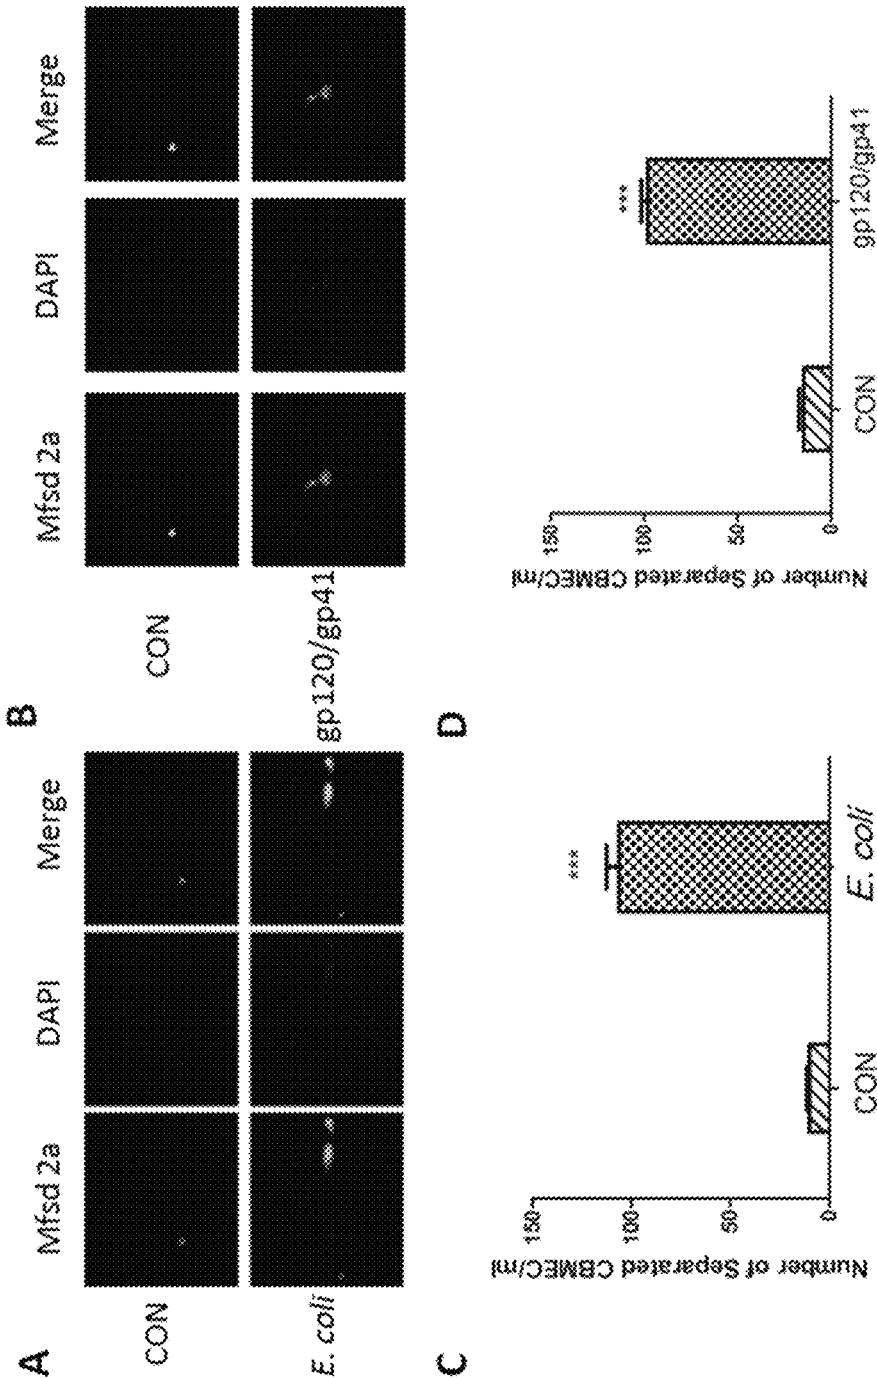 A
Mfsd 2a
DAPI
Merge
CON
E. coli
B
Mfsd 2a
DAPI
Merge
CON
gp120/gp41
C
Number of Separated CBMEC/ml
150
100
50
0
***
CON
E. coli
D
Number of Separated CBMEC/ml
150
100
50
0
***
CON
gp120/gp41